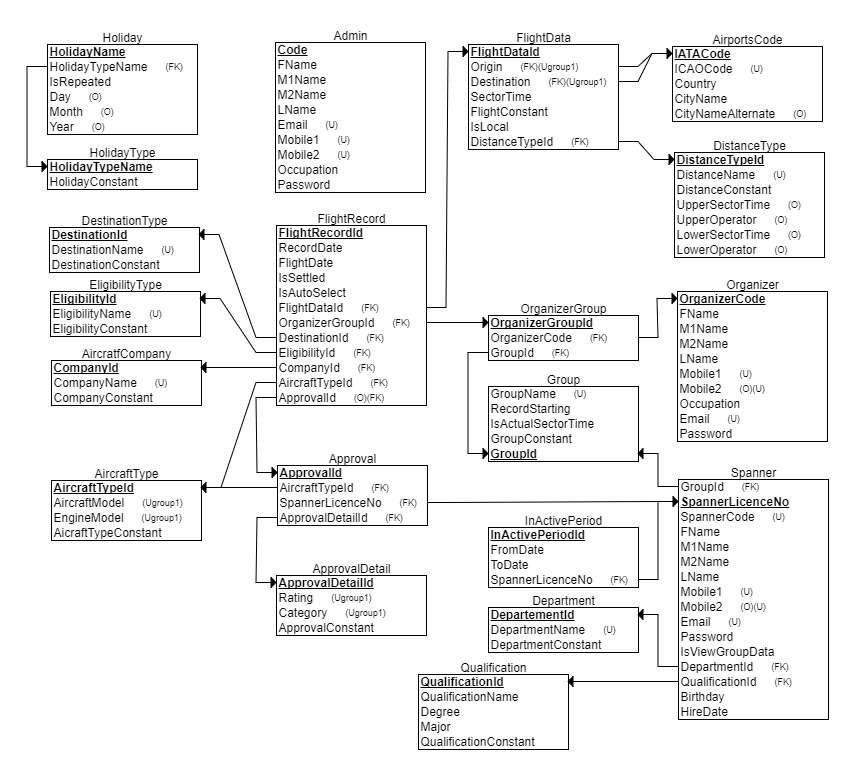 Holiday
HolidayName
HolidayTypeName (FK)
IsRepeated
Day (O)
Month (O)
Year (O)
HolidayType
HolidayTypeName
HolidayConstant
Admin
Code
FName
M1Name
M2Name
LName
Email (U)
Mobile1 (U)
Mobile2 (U)
Occupation
Password
FlightData
FlightDataId
Origin (FK)(Ugroup1)
Destination (FK)(Ugroup1)
SectorTime
FlightConstant
IsLocal
DistanceTypeId (FK)
AirportsCode
IATACode
ICAOCode (U)
Country
CityName
CityNameAlternate (O)
DistanceType
DistanceTypeId
DistanceName (U)
DistanceConstant
UpperSectorTime (O)
UpperOperator (O)
LowerSectorTime (O)
LowerOperator (O)
DestinationType
DestinationId
DestinationName (U)
DestinationConstant
EligibilityType
EligibilityId
EligibilityName (U)
EligibilityConstant
AircratfCompany
CompanyId
CompanyName (U)
CompanyConstant
FlightRecord
FlightRecordId
RecordDate
FlightDate
IsSettled
IsAutoSelect
FlightDataId (FK)
OrganizerGroupId (FK)
DestinationId (FK)
EligibilityId (FK)
CompanyId (FK)
AircraftTypeId (FK)
ApprovalId (O)(FK)
OrganizerGroup
OrganizerGroupId
OrganizerCode (FK)
GroupId (FK)
Organizer
OrganizerCode
FName
M1Name
M2Name
LName
Mobile1 (U)
Mobile2 (O)(U)
Occupation
Email (U)
Password
Group
GroupName (U)
RecordStarting
IsActualSectorTime
GroupConstant
GroupId
AircraftType
AircraftTypeId
AircraftModel (Ugroup1)
EngineModel (Ugroup1)
AicraftTypeConstant
Approval
ApprovalId
AircraftTypeId (FK)
SpannerLicenceNo (FK)
ApprovalDetailId (FK)
ApprovalDetail
ApprovalDetailId
Rating (Ugroup1)
Category (Ugroup1)
ApprovalConstant
InActivePeriod
InActivePeriodId
FromDate
ToDate
SpannerLicenceNo (FK)
Department
DepartementId
DepartmentName (U)
DepartmentConstant
Qualification
QualificationId
QualificationName
Degree
Major
QualificationConstant
Spanner
GroupId (FK)
SpannerLicenceNo
SpannerCode (U)
FName
M1Name
M2Name
LName
Mobile1 (U)
Mobile2 (O)(U)
Email (U)
Password
IsViewGroupData
DepartmentId (FK)
QualificationId (FK)
Birthday
HireDate